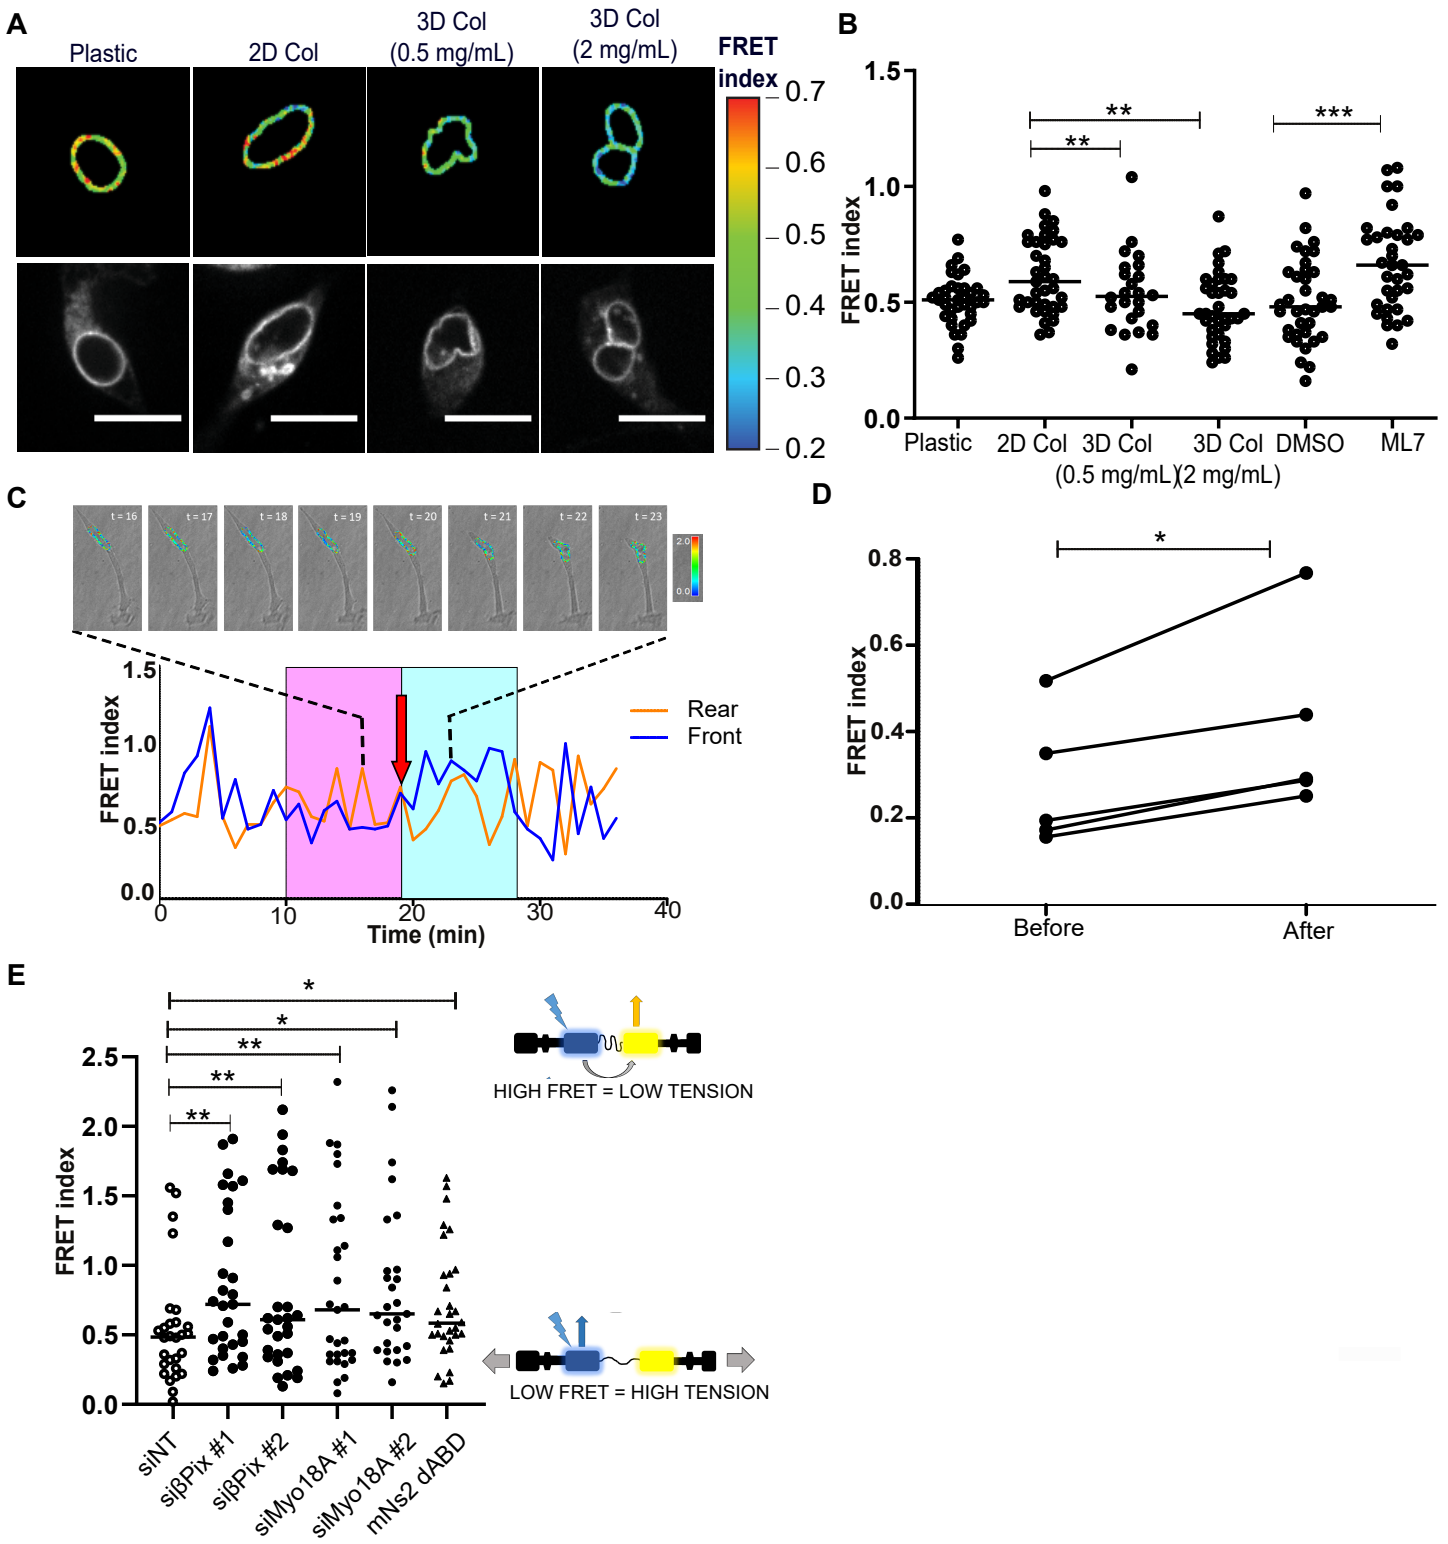 A
Plastic
2D Col
3D Col
(0.5 mg/mL)
3D Col
(2 mg/mL)
FRET
index
0.7
0.6
0.5
0.4
0.3
0.2
B
1.5
1.0
0.5
0.0
FRET index
**
**
***
Plastic
2D Col
3D Col
(0.5 mg/mL)
3D Col
(2 mg/mL)
DMSO
ML7
C
t = 16
t = 17
t = 18
t = 19
t = 20
t = 21
t = 22
t = 23
2.0
0.0
1.5
1.0
0.5
0.0
FRET index
0
10
20
30
40
Time (min)
Rear
Front
D
*
0.8
0.6
0.4
0.2
0.0
FRET index
Before
After
E
*
*
**
**
**
2.5
2.0
1.5
1.0
0.5
0.0
FRET index
siNT
siβPix #1
siβPix #2
siMyo18A #1
siMyo18A #2
mNs2 dABD
HIGH FRET = LOW TENSION
LOW FRET = HIGH TENSION